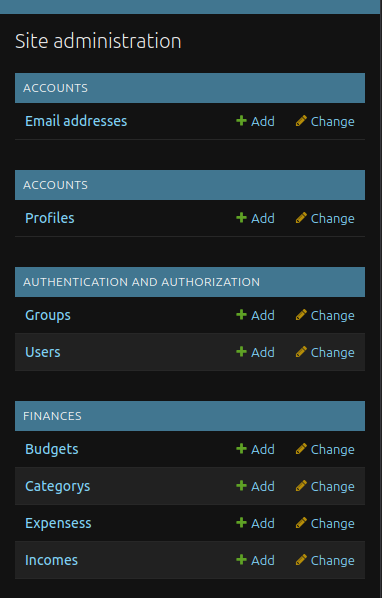 Site administration
ACCOUNTS
Email addresses Add Change
ACCOUNTS
Profiles Add Change
AUTHENTICATION AND AUTHORIZATION
Groups Add Change
Users Add Change
FINANCES
Budgets Add Change
Categorys Add Change
Expensess Add Change
Incomes Add Change